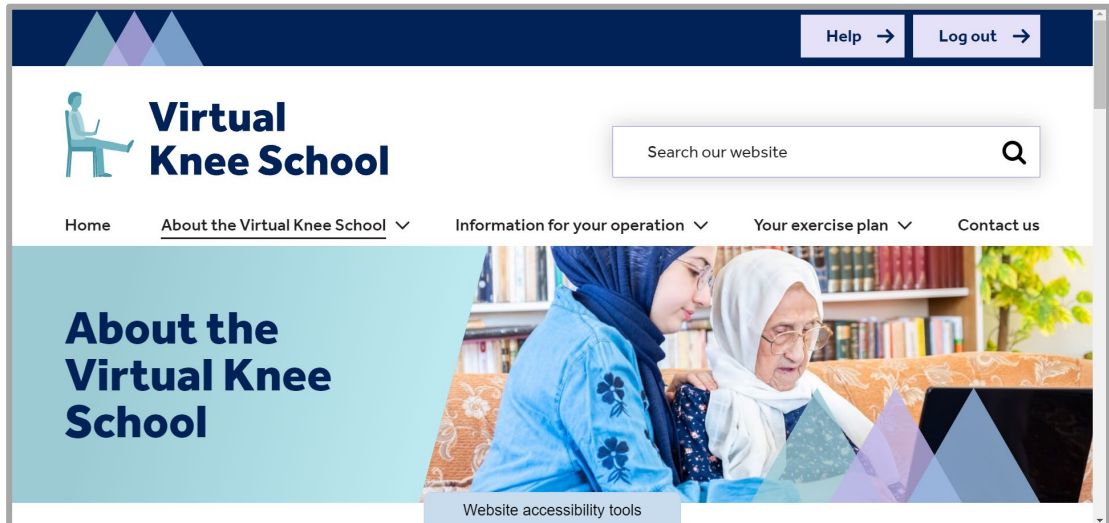 Help
Log out
Virtual
Knee School
Search our website
Home
About the Virtual Knee School
Information for your operation
Your exercise plan
Contact us
About the
Virtual Knee
School
Website accessibility tools